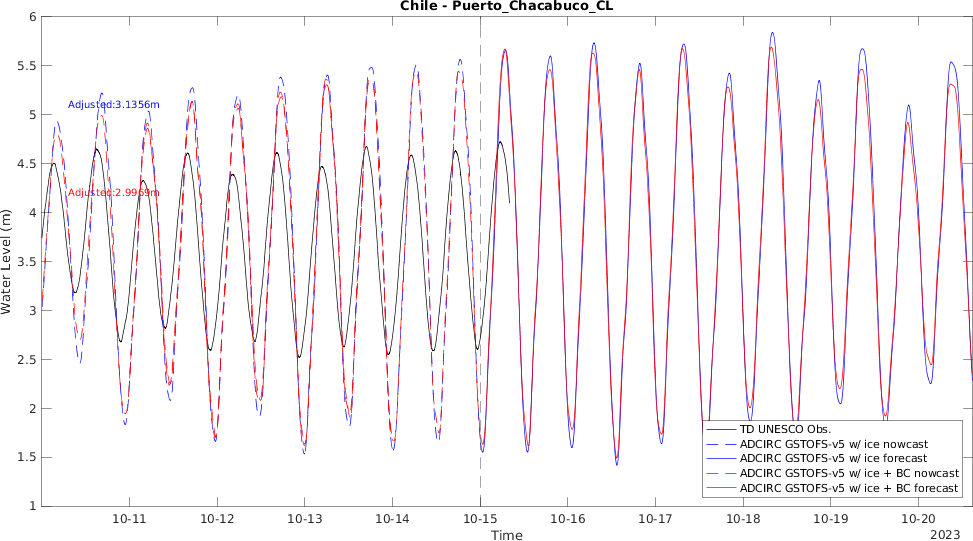 Chile - Puerto_Chacabuco_CL
6
5.5
5
4.5
4
3.5
3
2.5
2
1.5
1
Water Level (m)
Adjusted:3.1356m
Adjusted:2.9969m
TD UNESCO Obs.
ADCIRC GSTOFS-v5 w/ ice nowcast
ADCIRC GSTOFS-v5 w/ ice forecast
ADCIRC GSTOFS-v5 w/ ice + BC nowcast
ADCIRC GSTOFS-v5 w/ ice + BC forecast
10-11 10-12 10-13 10-14 10-15 10-16 10-17 10-18 10-19 10-20
Time
2023